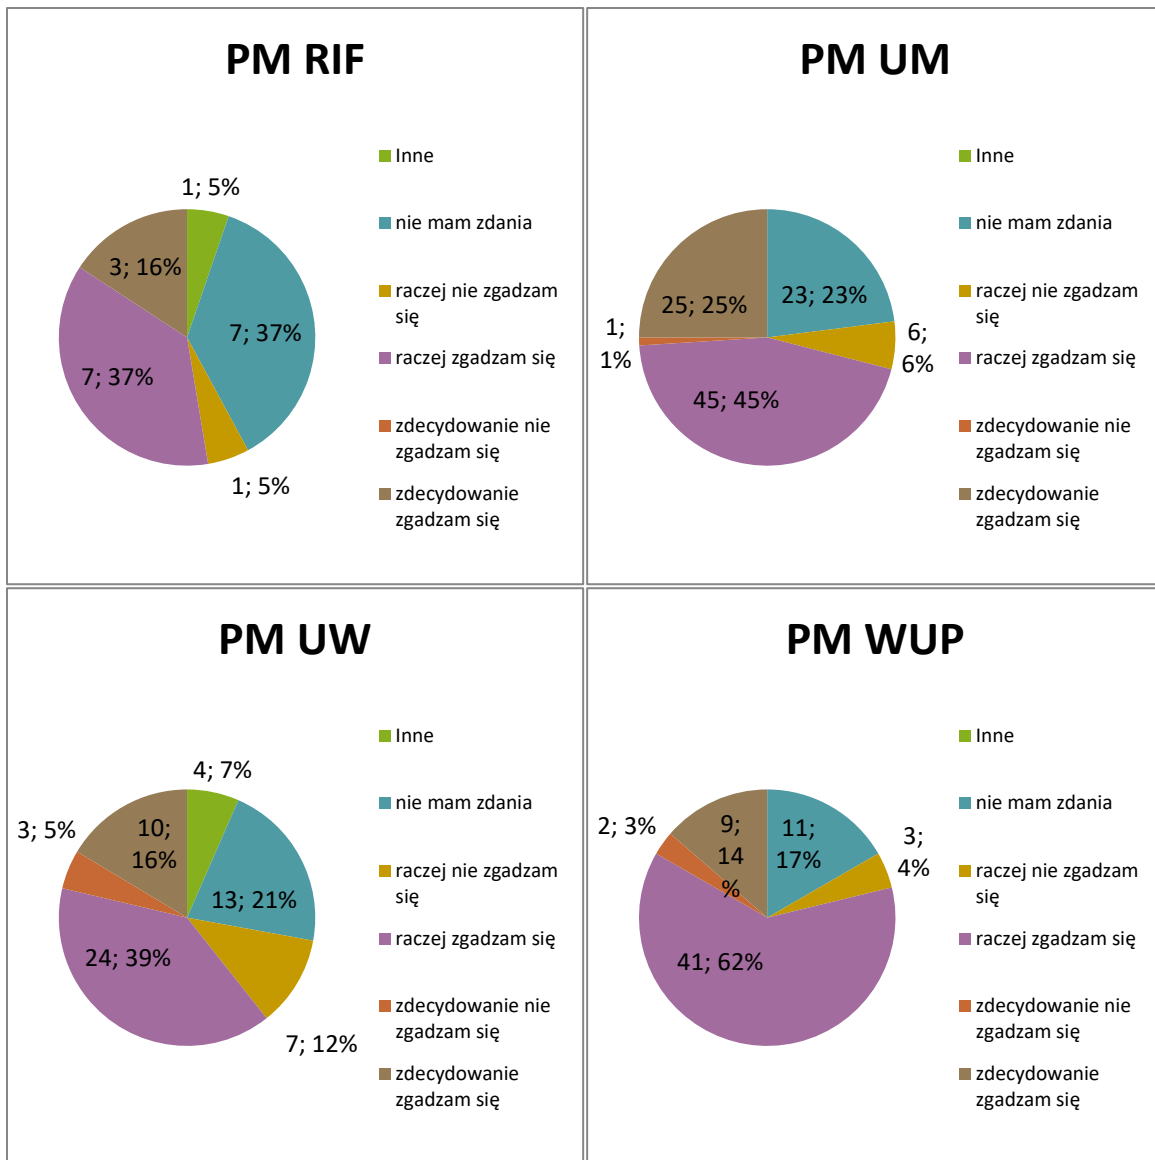 PM RIF
1; 5%
3; 16%
7; 37%
7; 37%
1; 5%
Inne
nie mam zdania
raczej nie zgadzam
się
raczej zgadzam się
zdecydowanie nie
zgadzam się
zdecydowanie
zgadzam się
PM UM
25; 25%
23; 23%
1;
1%
6;
6%
45; 45%
Inne
nie mam zdania
raczej nie zgadzam
się
raczej zgadzam się
zdecydowanie nie
zgadzam się
zdecydowanie
zgadzam się
PM UW
4; 7%
3; 5%
10;
16%
13; 21%
24; 39%
7; 12%
Inne
nie mam zdania
raczej nie zgadzam
się
raczej zgadzam się
zdecydowanie nie
zgadzam się
zdecydowanie
zgadzam się
PM WUP
2; 3%
9;
14
%
11;
17%
3;
4%
41; 62%
Inne
nie mam zdania
raczej nie zgadzam
się
raczej zgadzam się
zdecydowanie nie
zgadzam się
zdecydowanie
zgadzam się